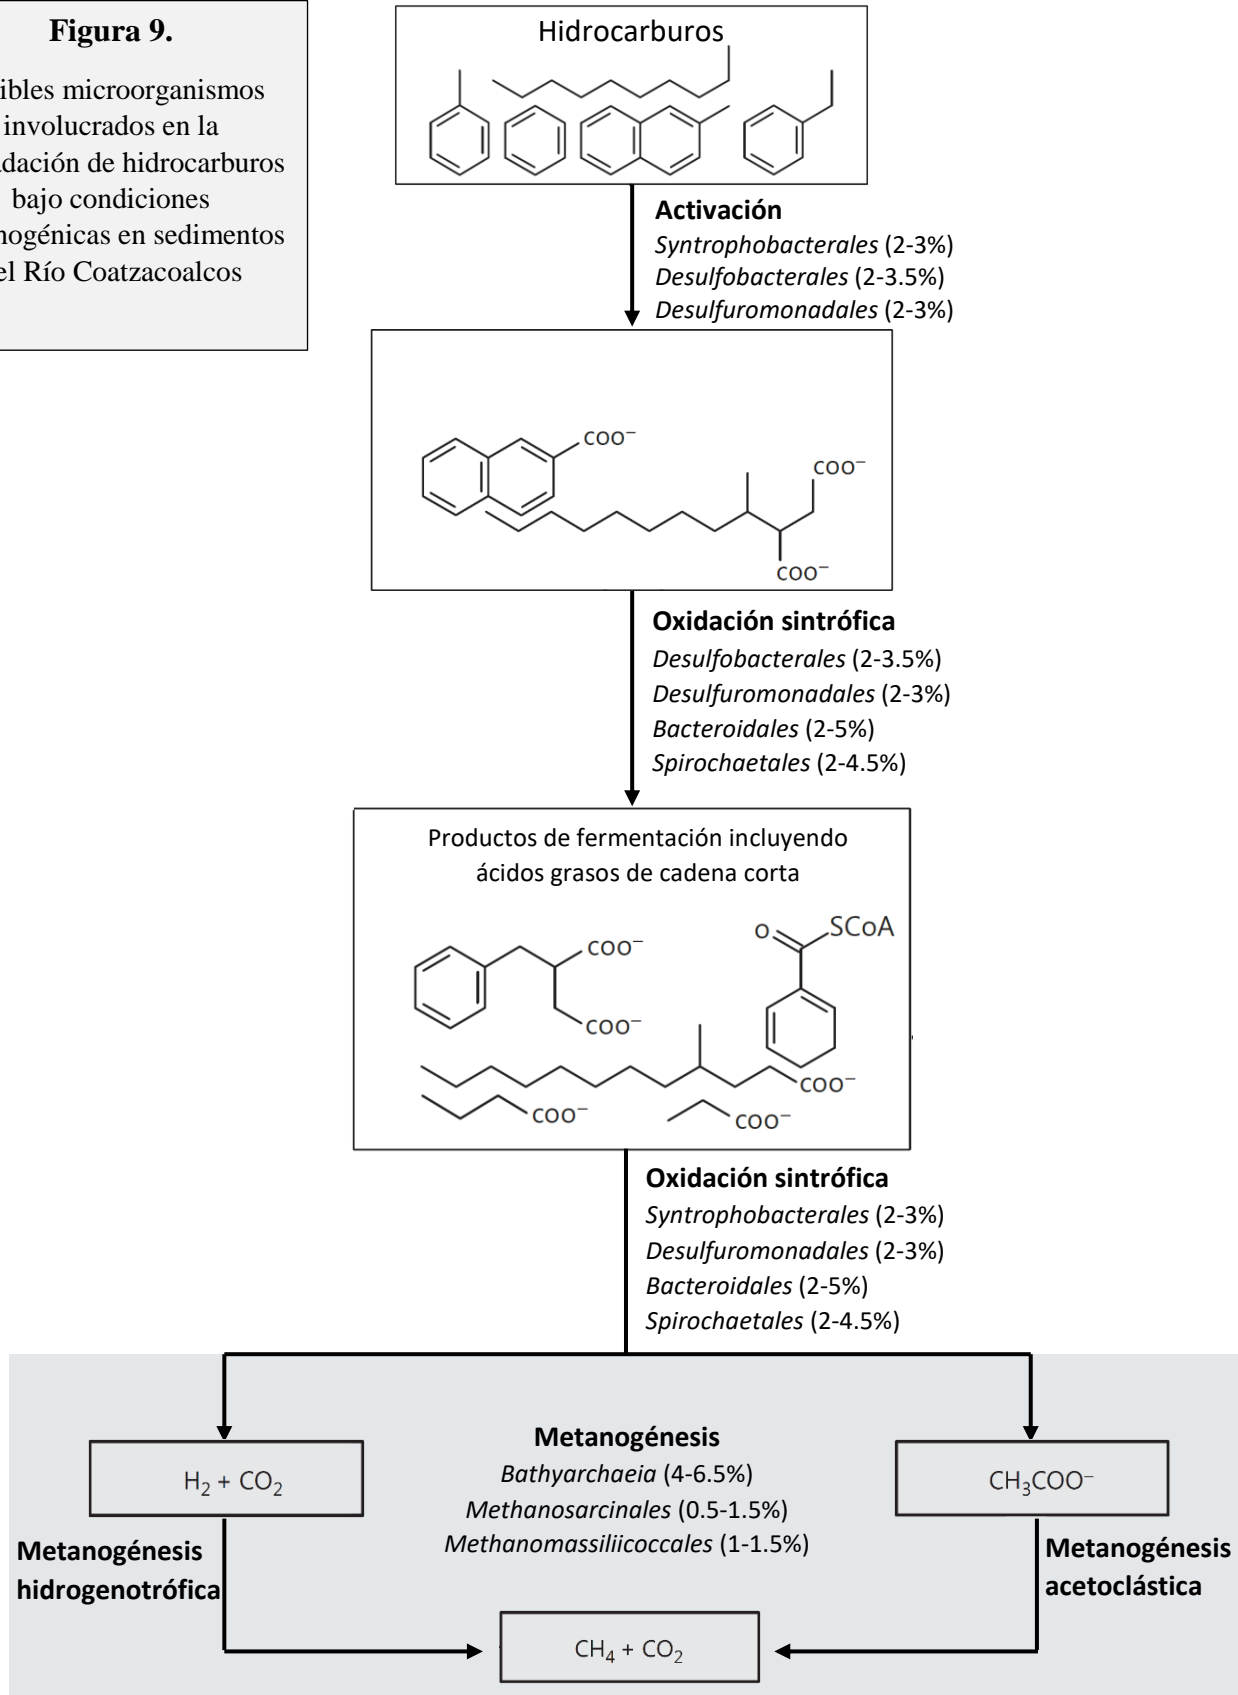 Figura 9.
ibles microorganismos
involucrados en la
dación de hidrocarburos
bajo condiciones
nogénicas en sedimentos
el Río Coatzacoalcos
Hidrocarburos
Activación
Syntrophobacterales (2-3%)
Desulfobacterales (2-3.5%)
Desulfuromonadales (2-3%)
COO⁻
COO⁻
COO⁻
Oxidación sintrófica
Desulfobacterales (2-3.5%)
Desulfuromonadales (2-3%)
Bacteroidales (2-5%)
Spirochaetales (2-4.5%)
Productos de fermentación incluyendo
ácidos grasos de cadena corta
O SCoA
COO⁻
COO⁻
COO⁻
COO⁻
COO⁻
Oxidación sintrófica
Syntrophobacterales (2-3%)
Desulfuromonadales (2-3%)
Bacteroidales (2-5%)
Spirochaetales (2-4.5%)
H₂ + CO₂
Metanogénesis
Bathyarchaeia (4-6.5%)
Methanosarcinales (0.5-1.5%)
Methanomassiliicoccales (1-1.5%)
CH₃COO⁻
Metanogénesis
hidrogenotrófica
Metanogénesis
acetoclástica
CH₄ + CO₂